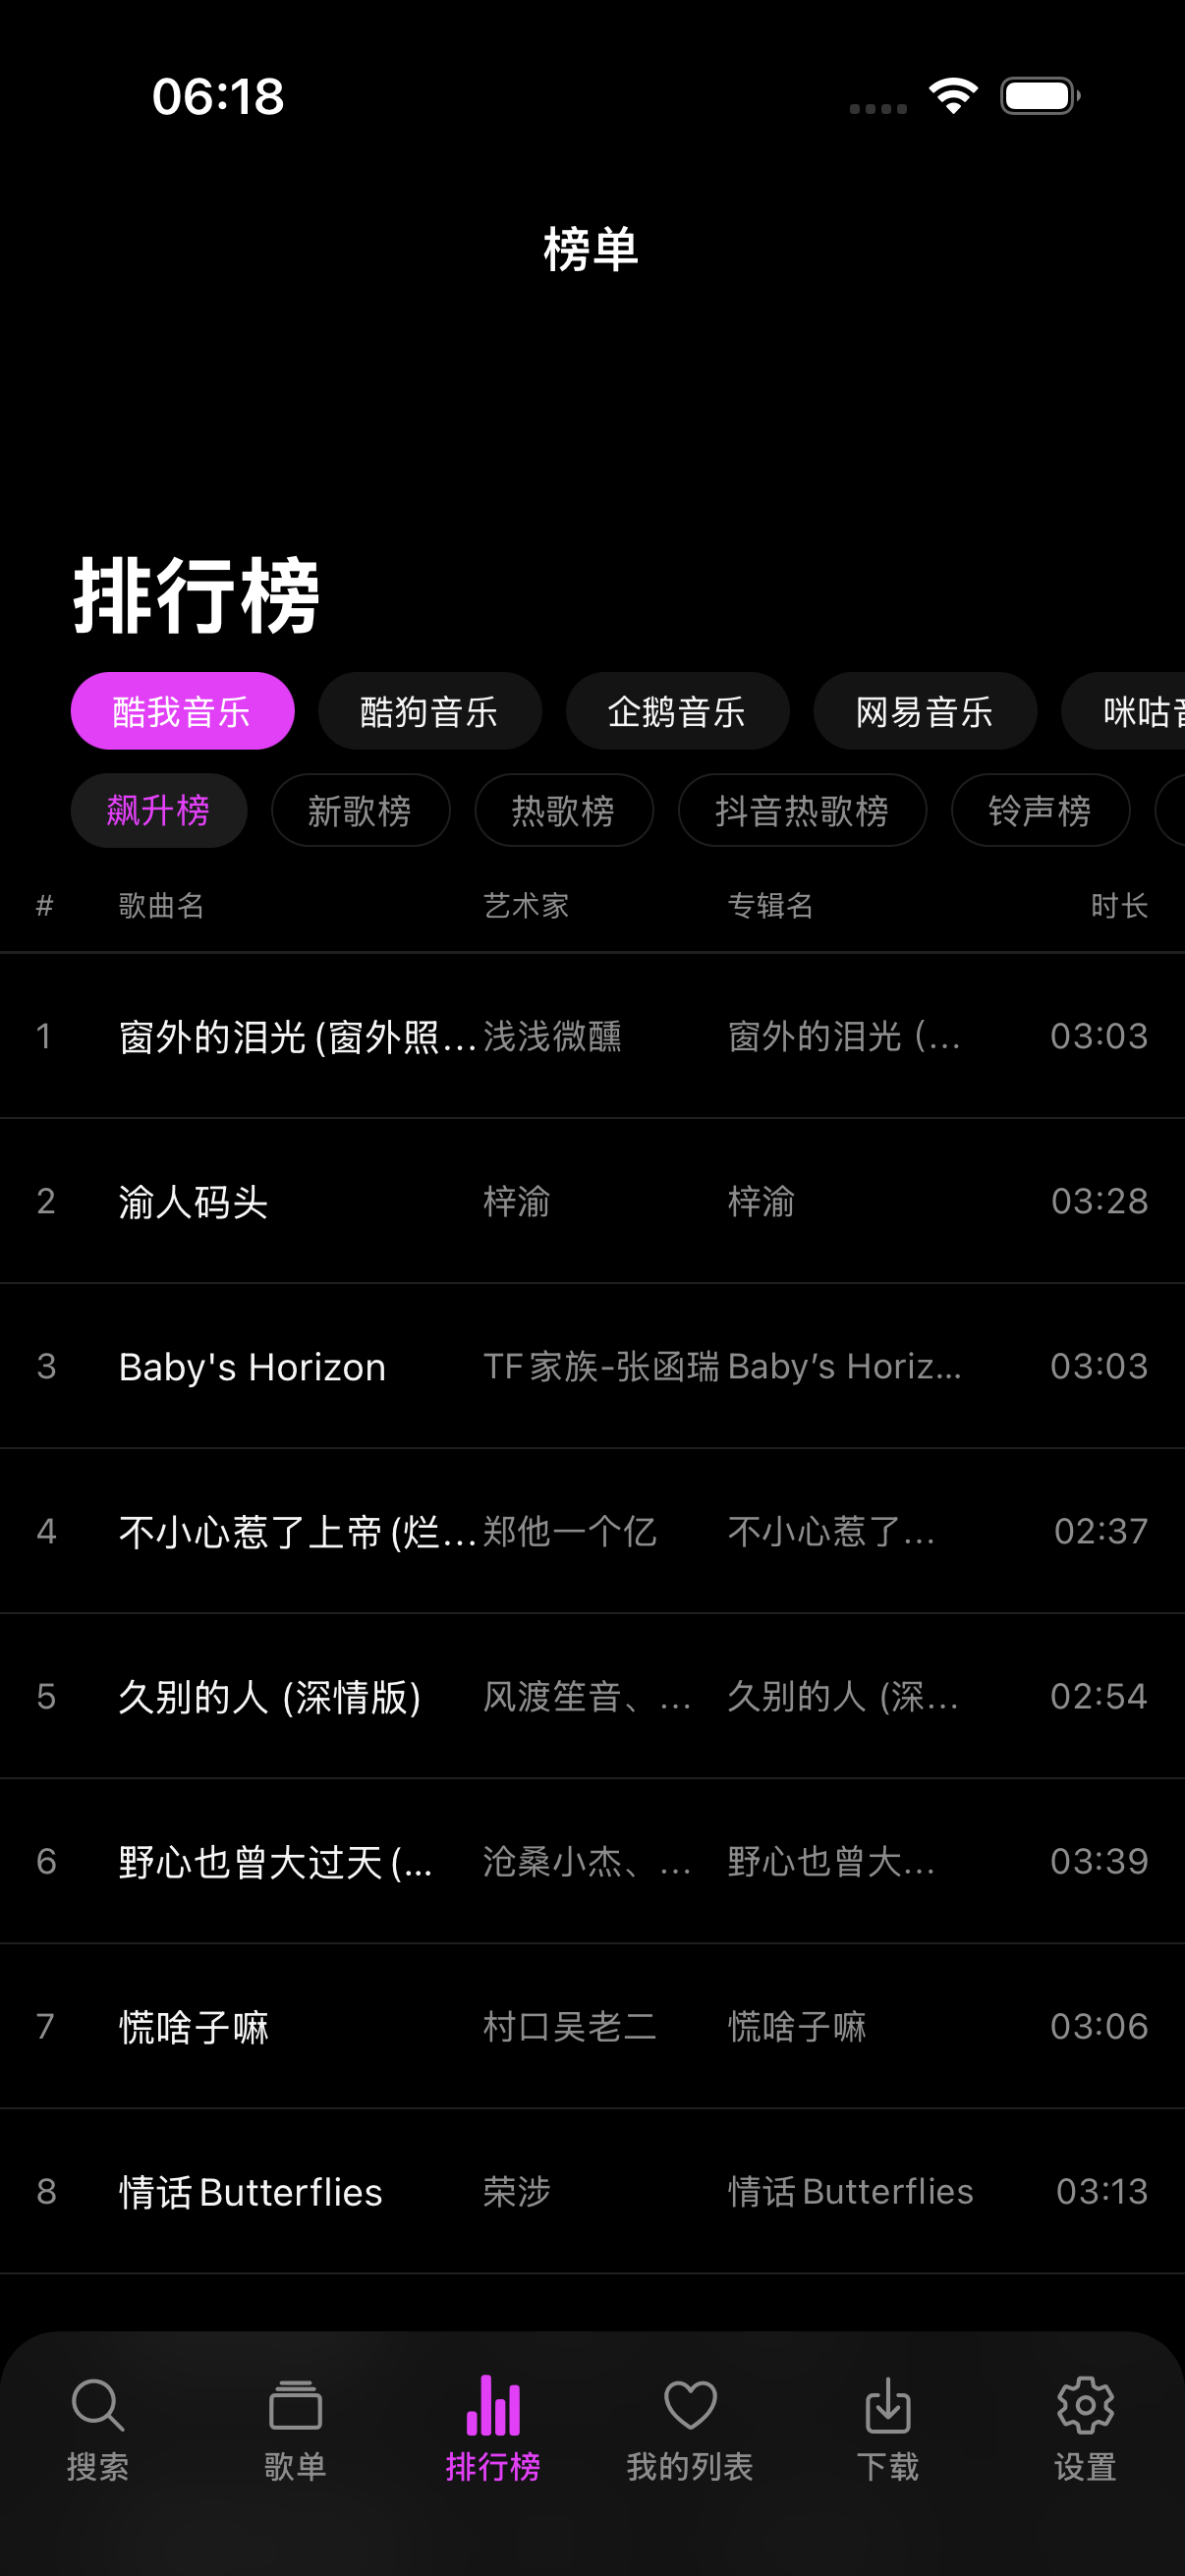 06:18
榜单
排行榜
酷我音乐 酷狗音乐 企鹅音乐 网易音乐 咪咕音
飙升榜 新歌榜 热歌榜 抖音热歌榜 铃声榜
# 歌曲名 艺术家 专辑名 时长
1 窗外的泪光 (窗外照... 浅浅微醺 窗外的泪光 (... 03:03
2 渝人码头 梓渝 梓渝 03:28
3 Baby's Horizon TF家族-张函瑞 Baby’s Horiz... 03:03
4 不小心惹了上帝 (烂... 郑他一个亿 不小心惹了... 02:37
5 久别的人 (深情版) 风渡笙音、... 久别的人 (深... 02:54
6 野心也曾大过天 (... 沧桑小杰、... 野心也曾大... 03:39
7 慌啥子嘛 村口吴老二 慌啥子嘛 03:06
8 情话 Butterflies 荣涉 情话 Butterflies 03:13
搜索 歌单 排行榜 我的列表 下载 设置